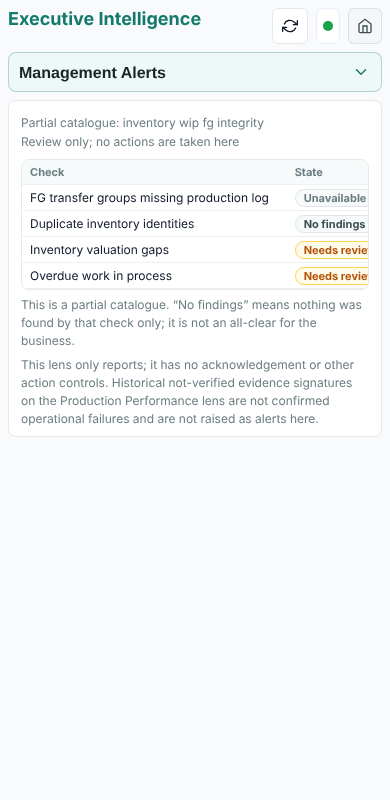 Executive Intelligence
Management Alerts
Partial catalogue: inventory wip fg integrity
Review only; no actions are taken here
Check State
FG transfer groups missing production log Unavailable
Duplicate inventory identities No findings
Inventory valuation gaps Needs revie
Overdue work in process Needs revie
This is a partial catalogue. “No findings” means nothing was
found by that check only; it is not an all-clear for the
business.
This lens only reports; it has no acknowledgement or other
action controls. Historical not-verified evidence signatures
on the Production Performance lens are not confirmed
operational failures and are not raised as alerts here.